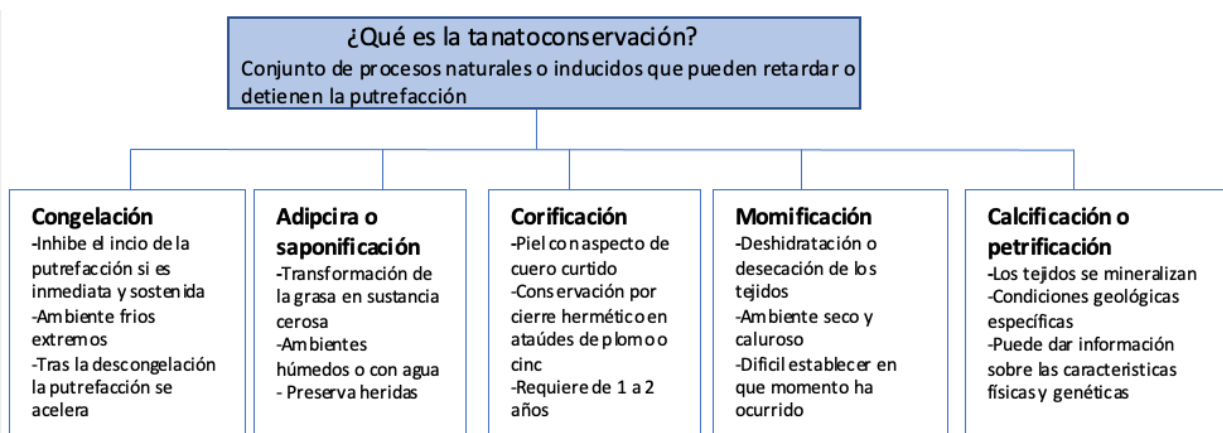 ¿Qué es la tanatoconservación?
Conjunto de procesos naturales o inducidos que pueden retardar o
detienen la putrefacción
Congelación
-Inhibe el incio de la
putrefacción si es
inmediata y sostenida
-Ambiente frios
extremos
-Tras la descongelación
la putrefacción se
acelera
Adipcira o
saponificación
-Transformación de
la grasa en sustancia
cerosa
-Ambientes
húmedos o con agua
- Preserva heridas
Corificación
-Piel con aspecto de
cuero curtido
-Conservación por
cierre hermético en
ataúdes de plomo o
cinc
-Requiere de 1 a 2
años
Momificación
-Deshidratación o
desecación de los
tejidos
-Ambiente seco y
caluroso
-Dificil establecer en
que momento ha
ocurrido
Calcificación o
petrificación
-Los tejidos se mineralizan
-Condiciones geológicas
específicas
-Puede dar información
sobre las caracteristicas
físicas y genéticas